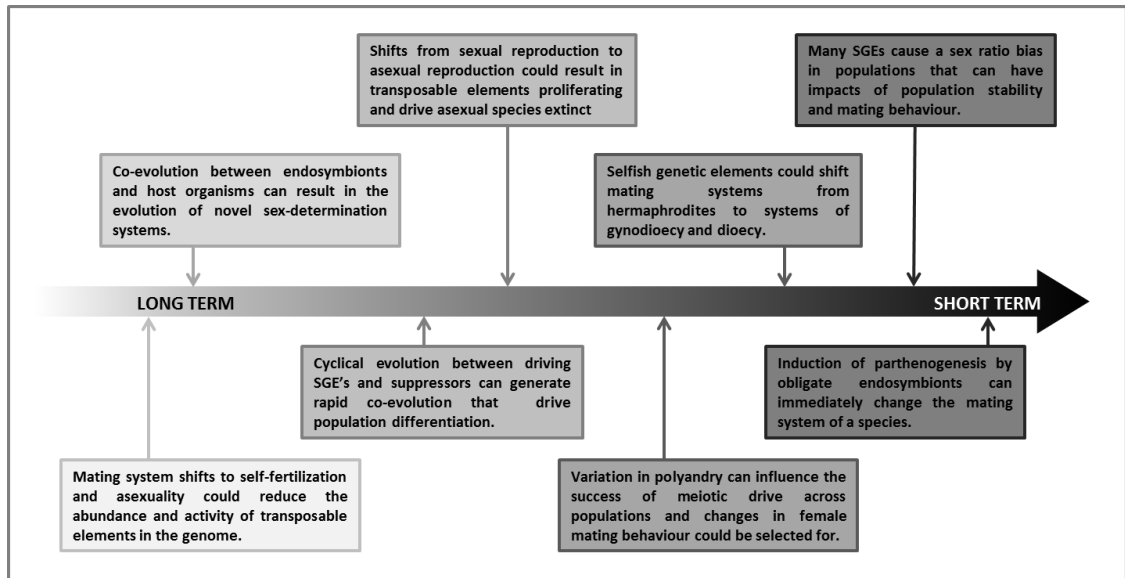 Shifts from sexual reproduction to
asexual reproduction could result in
transposable elements proliferating
and drive asexual species extinct
Many SGEs cause a sex ratio bias
in populations that can have
impacts of population stability
and mating behaviour.
Co-evolution between endosymbionts
and host organisms can result in the
evolution of novel sex-determination
systems.
Selfish genetic elements could shift
mating systems from
hermaphrodites to systems of
gynodioecy and dioecy.
LONG TERM
SHORT TERM
Cyclical evolution between driving
SGE's and suppressors can generate
rapid co-evolution that drive
population differentiation.
Induction of parthenogenesis by
obligate endosymbionts can
immediately change the mating
system of a species.
Mating system shifts to self-fertilization
and asexuality could reduce the
abundance and activity of transposable
elements in the genome.
Variation in polyandry can influence the
success of meiotic drive across
populations and changes in female
mating behaviour could be selected for.